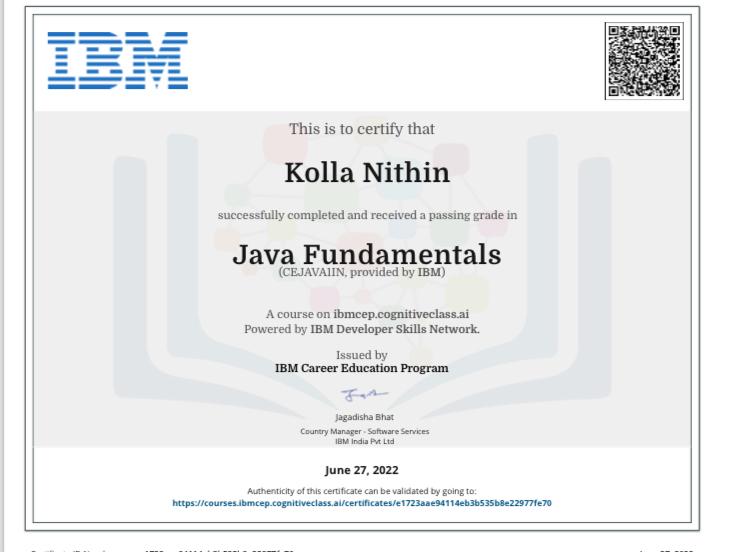 IBM
This is to certify that
Kolla Nithin
successfully completed and received a passing grade in
Java Fundamentals
(CEJAVA1IN, provided by IBM)
A course on ibmcep.cognitiveclass.ai
Powered by IBM Developer Skills Network.
Issued by
IBM Career Education Program
Jagadisha Bhat
Country Manager - Software Services
IBM India Pvt Ltd
June 27, 2022
Authenticity of this certificate can be validated by going to:
https://courses.ibmcep.cognitiveclass.ai/certificates/e1723aae94114eb3b535b8e22977fe70